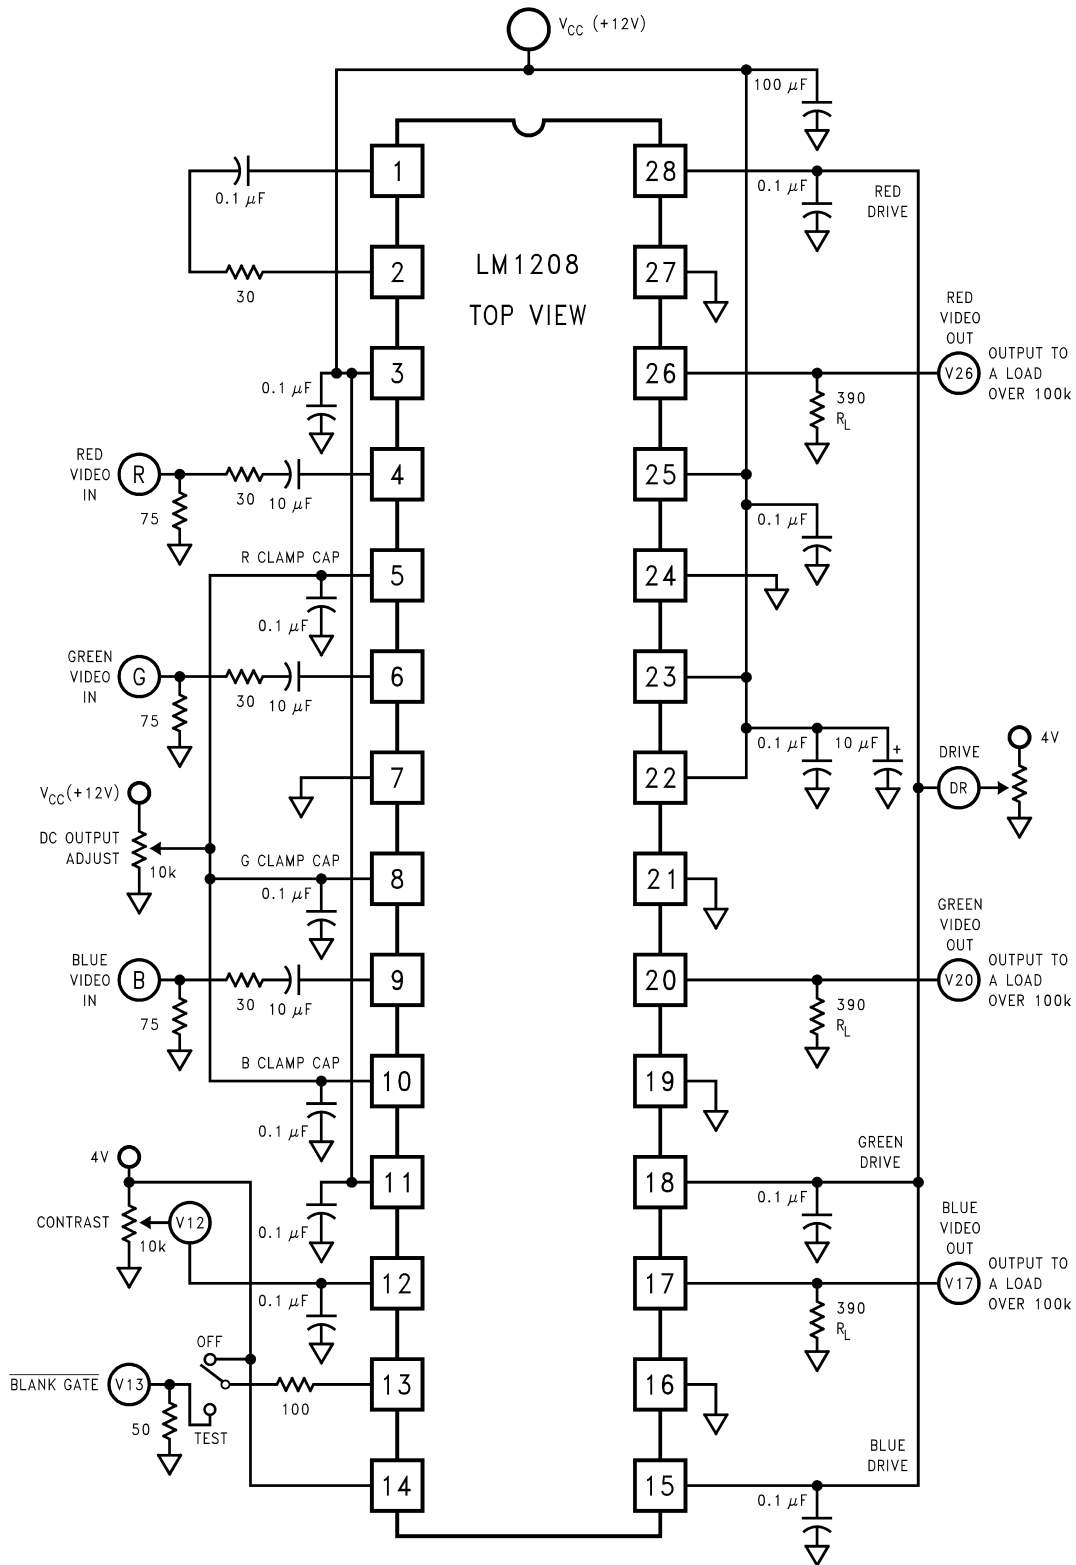 V_CC (+12V)
100 μF
1
28
0.1 μF
0.1 μF
RED
DRIVE
LM1208
TOP VIEW
2
27
30
RED
VIDEO
OUT
3
26
V26
OUTPUT TO
A LOAD
OVER 100k
0.1 μF
390
R_L
RED
VIDEO
IN
R
4
25
30
10 μF
75
0.1 μF
R CLAMP CAP
5
24
0.1 μF
GREEN
VIDEO
IN
G
6
23
30
10 μF
75
0.1 μF
10 μF
+
7
22
DRIVE
DR
4V
V_CC(+12V)
DC OUTPUT
ADJUST
10k
G CLAMP CAP
8
21
0.1 μF
GREEN
VIDEO
OUT
BLUE
VIDEO
IN
B
9
20
V20
OUTPUT TO
A LOAD
OVER 100k
30
10 μF
75
390
R_L
B CLAMP CAP
10
19
0.1 μF
4V
11
18
GREEN
DRIVE
0.1 μF
0.1 μF
CONTRAST
V12
10k
BLUE
VIDEO
OUT
12
17
V17
OUTPUT TO
A LOAD
OVER 100k
0.1 μF
390
R_L
OFF
BLANK GATE
V13
13
16
100
50
TEST
BLUE
DRIVE
14
15
0.1 μF